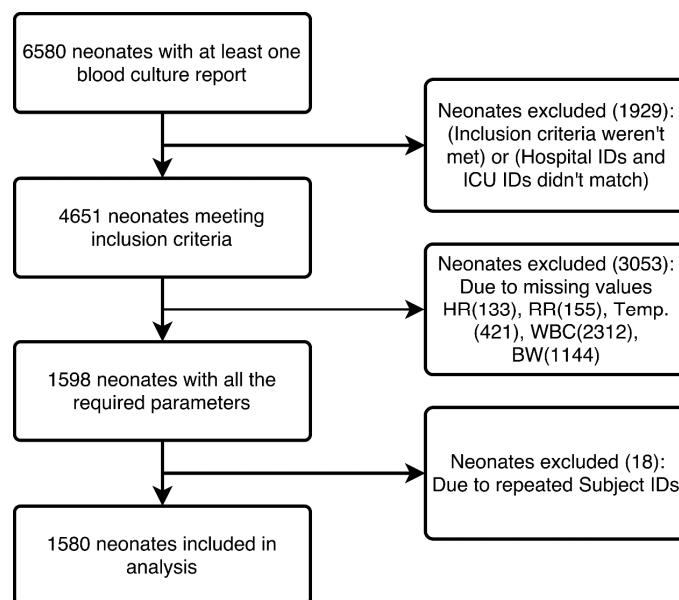 6580 neonates with at least one
blood culture report
Neonates excluded (1929):
(Inclusion criteria weren't
met) or (Hospital IDs and
ICU IDs didn't match)
4651 neonates meeting
inclusion criteria
Neonates excluded (3053):
Due to missing values
HR(133), RR(155), Temp.
(421), WBC(2312),
BW(1144)
1598 neonates with all the
required parameters
Neonates excluded (18):
Due to repeated Subject IDs
1580 neonates included in
analysis